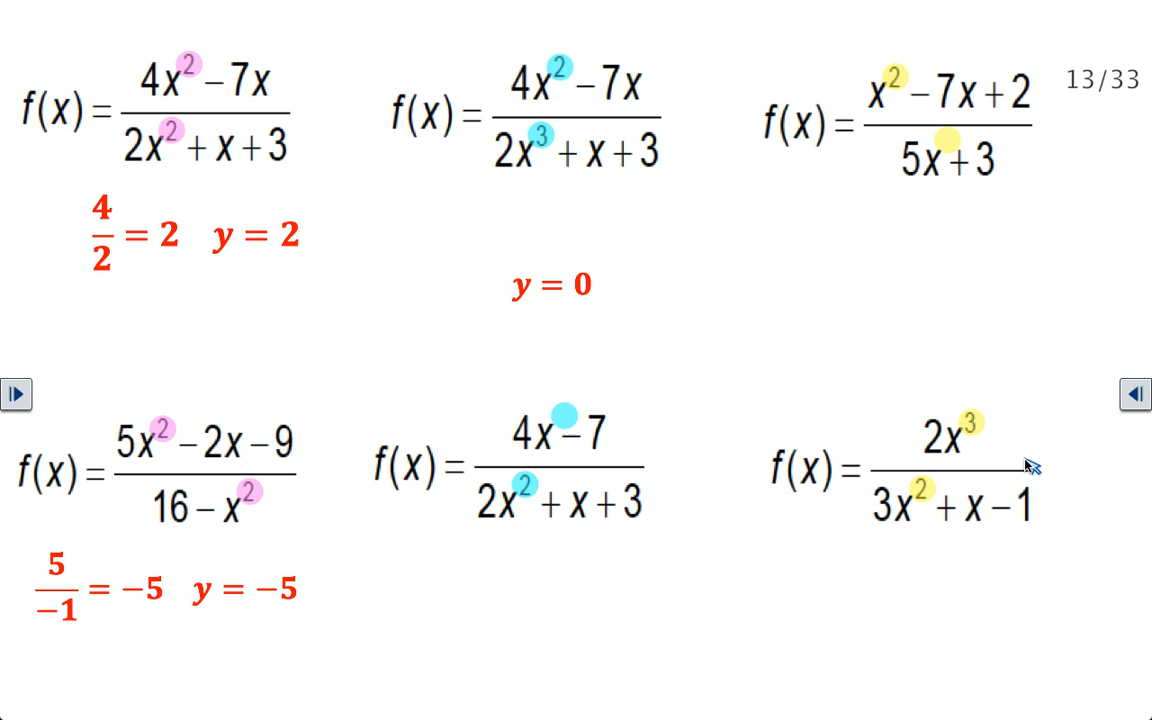 13/33
f(x) = (4x² − 7x)/(2x² + x + 3)
4/2 = 2   y = 2
f(x) = (4x² − 7x)/(2x³ + x + 3)
y = 0
f(x) = (x² − 7x + 2)/(5x + 3)
f(x) = (5x² − 2x − 9)/(16 − x²)
5/−1 = −5   y = −5
f(x) = (4x − 7)/(2x² + x + 3)
f(x) = 2x³/(3x² + x − 1)